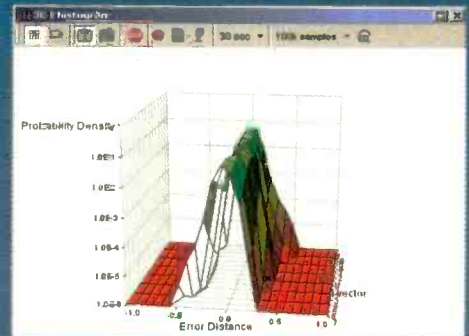 3D Histogram
30 sec 100k samples
Probability Density
1.0E-1
1.0E-2
1.0E-3
1.0E-4
1.0E-5
1.0E-6
-1.0 -0.5 0.0 0.5 1.0
Error Distance